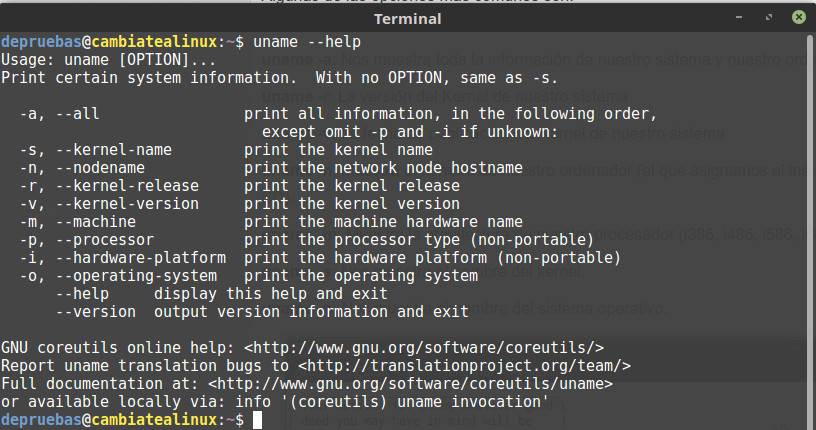 Terminal
depruebas@cambiatealinux:~$ uname --help
Usage: uname [OPTION]...
Print certain system information.  With no OPTION, same as -s.
  -a, --all                print all information, in the following order,
                             except omit -p and -i if unknown:
  -s, --kernel-name        print the kernel name
  -n, --nodename           print the network node hostname
  -r, --kernel-release     print the kernel release
  -v, --kernel-version     print the kernel version
  -m, --machine            print the machine hardware name
  -p, --processor          print the processor type (non-portable)
  -i, --hardware-platform  print the hardware platform (non-portable)
  -o, --operating-system   print the operating system
      --help     display this help and exit
      --version  output version information and exit
GNU coreutils online help: <http://www.gnu.org/software/coreutils/>
Report uname translation bugs to <http://translationproject.org/team/>
Full documentation at: <http://www.gnu.org/software/coreutils/uname>
or available locally via: info '(coreutils) uname invocation'
depruebas@cambiatealinux:~$